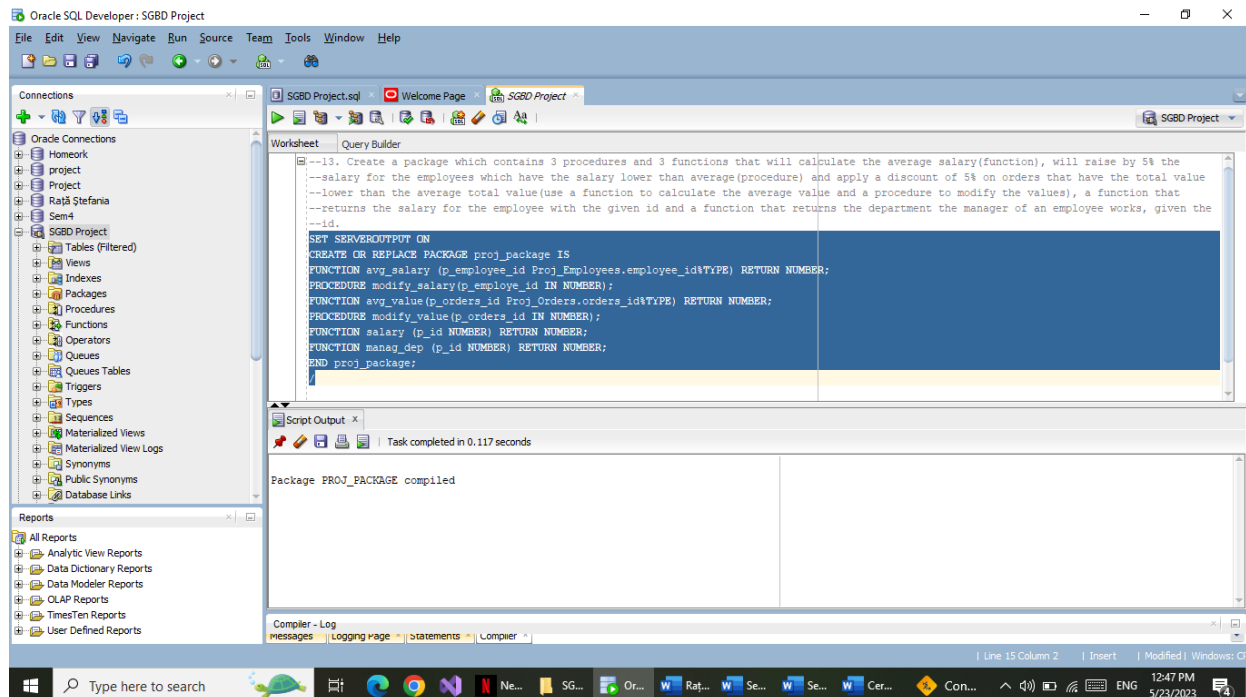 Oracle SQL Developer : SGBD Project
File Edit View Navigate Run Source Team Tools Window Help
Connections
SGBD Project.sql
Welcome Page
SGBD Project
SGBD Project
Oracle Connections
Homeork
project
Project
Rață Ștefania
Sem4
SGBD Project
Tables (Filtered)
Views
Indexes
Packages
Procedures
Functions
Operators
Queues
Queues Tables
Triggers
Types
Sequences
Materialized Views
Materialized View Logs
Synonyms
Public Synonyms
Database Links
Reports
All Reports
Analytic View Reports
Data Dictionary Reports
Data Modeler Reports
OLAP Reports
TimesTen Reports
User Defined Reports
Worksheet Query Builder
--13. Create a package which contains 3 procedures and 3 functions that will calculate the average salary(function), will raise by 5% the
--salary for the employees which have the salary lower than average(procedure) and apply a discount of 5% on orders that have the total value
--lower than the average total value(use a function to calculate the average value and a procedure to modify the values), a function that
--returns the salary for the employee with the given id and a function that returns the department the manager of an employee works, given the
--id.
SET SERVEROUTPUT ON
CREATE OR REPLACE PACKAGE proj_package IS
FUNCTION avg_salary (p_employee_id Proj_Employees.employee_id%TYPE) RETURN NUMBER;
PROCEDURE modify_salary(p_employe_id IN NUMBER);
FUNCTION avg_value(p_orders_id Proj_Orders.orders_id%TYPE) RETURN NUMBER;
PROCEDURE modify_value(p_orders_id IN NUMBER);
FUNCTION salary (p_id NUMBER) RETURN NUMBER;
FUNCTION manag_dep (p_id NUMBER) RETURN NUMBER;
END proj_package;
/
Script Output
Task completed in 0.117 seconds
Package PROJ_PACKAGE compiled
Compiler - Log
Messages Logging Page Statements Compiler
Line 15 Column 2 | Insert | Modified | Windows: C
Type here to search
Ne...
SG...
Or...
Raț...
Se...
Se...
Cer...
Con...
ENG
12:47 PM
5/23/2023
4